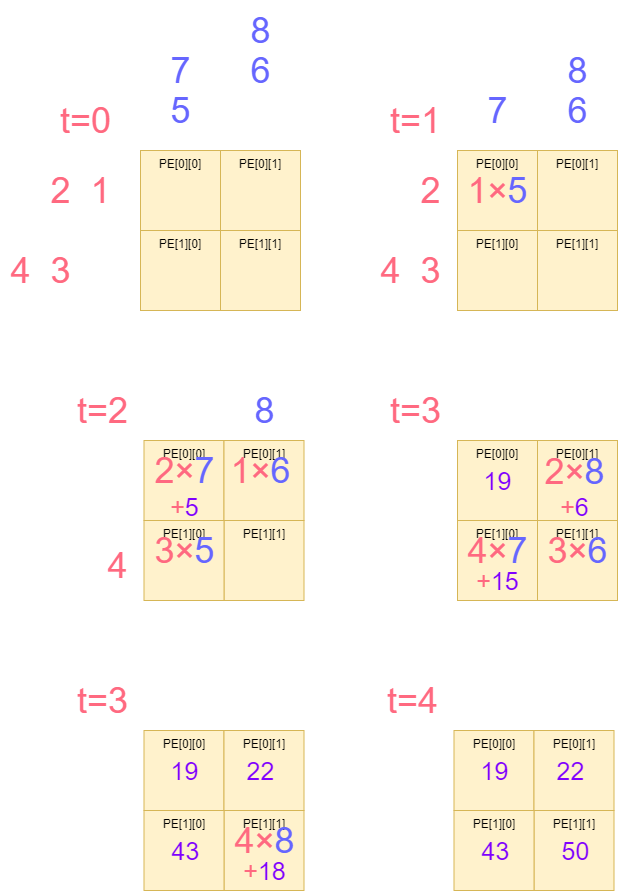 8
7 6
t=0 5
PE[0][0] PE[0][1]
2 1
PE[1][0] PE[1][1]
4 3
8
t=1 7 6
PE[0][0] PE[0][1]
2 1×5
PE[1][0] PE[1][1]
4 3
t=2 8
PE[0][0] PE[0][1]
2×7 1×6
+5
PE[1][0] PE[1][1]
3×5
4
t=3
PE[0][0] PE[0][1]
19 2×8
+6
PE[1][0] PE[1][1]
4×7 3×6
+15
t=3
PE[0][0] PE[0][1]
19 22
PE[1][0] PE[1][1]
43 4×8
+18
t=4
PE[0][0] PE[0][1]
19 22
PE[1][0] PE[1][1]
43 50